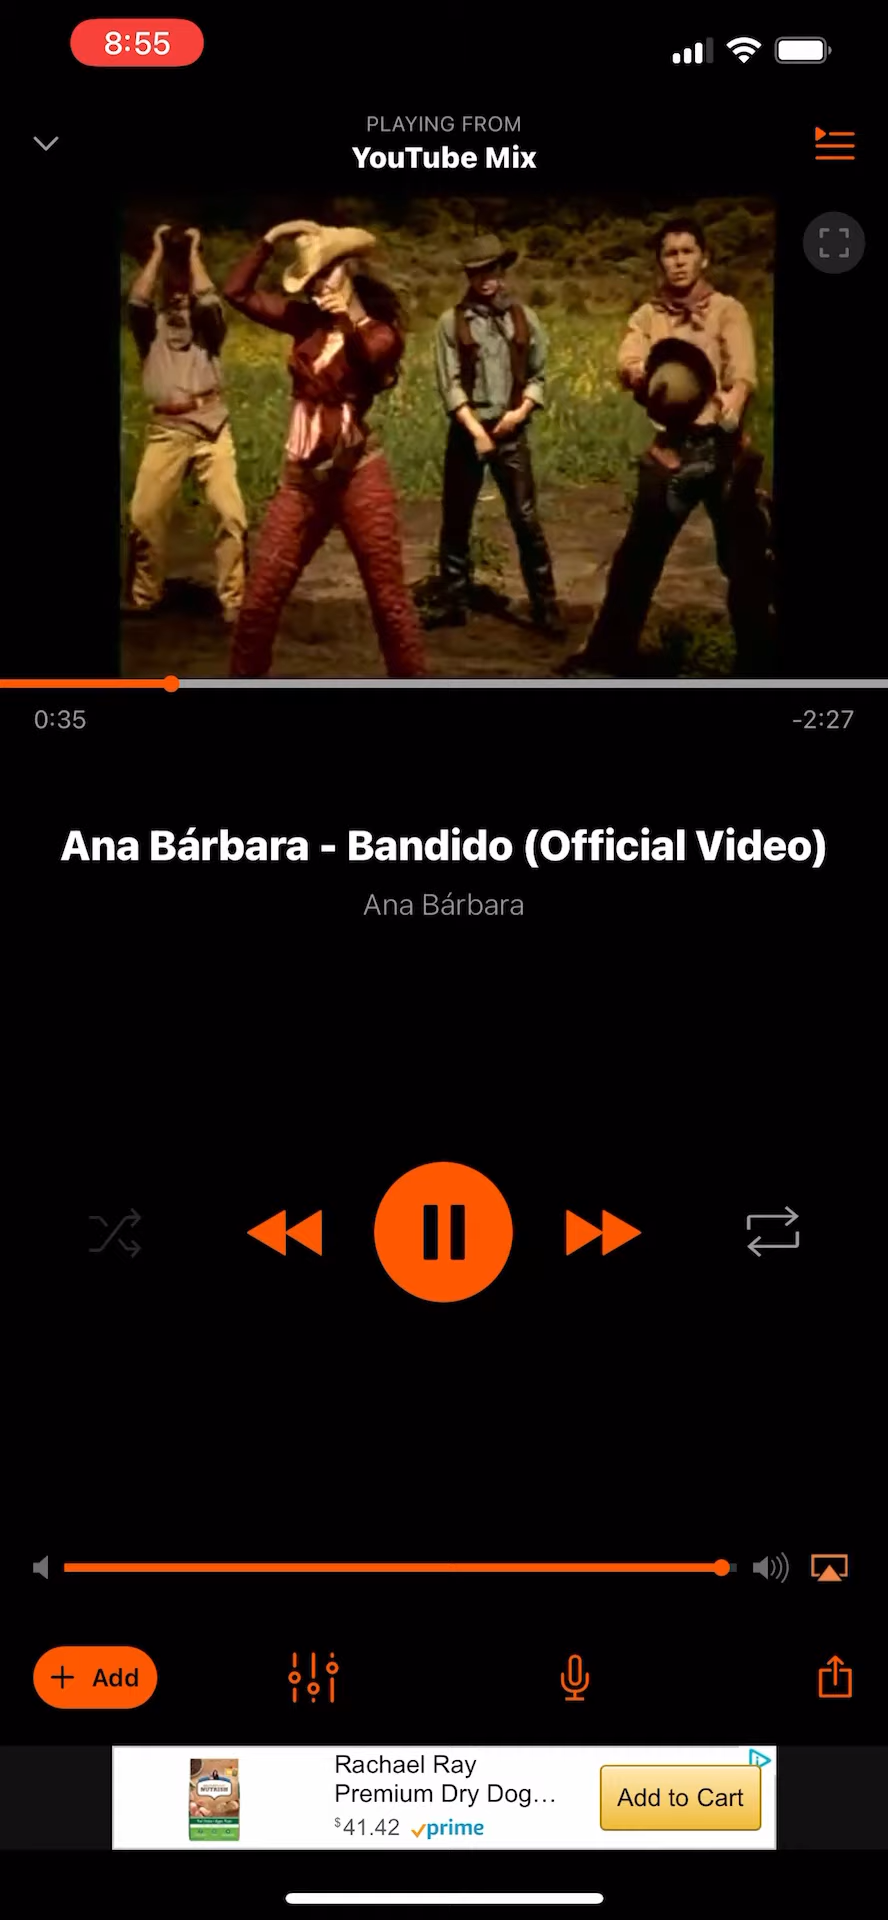 8:55
PLAYING FROM
YouTube Mix
0:35
-2:27
Ana Bárbara - Bandido (Official Video)
Ana Bárbara
+ Add
Rachael Ray
Premium Dry Dog...
$41.42 prime
Add to Cart
NUTRISH